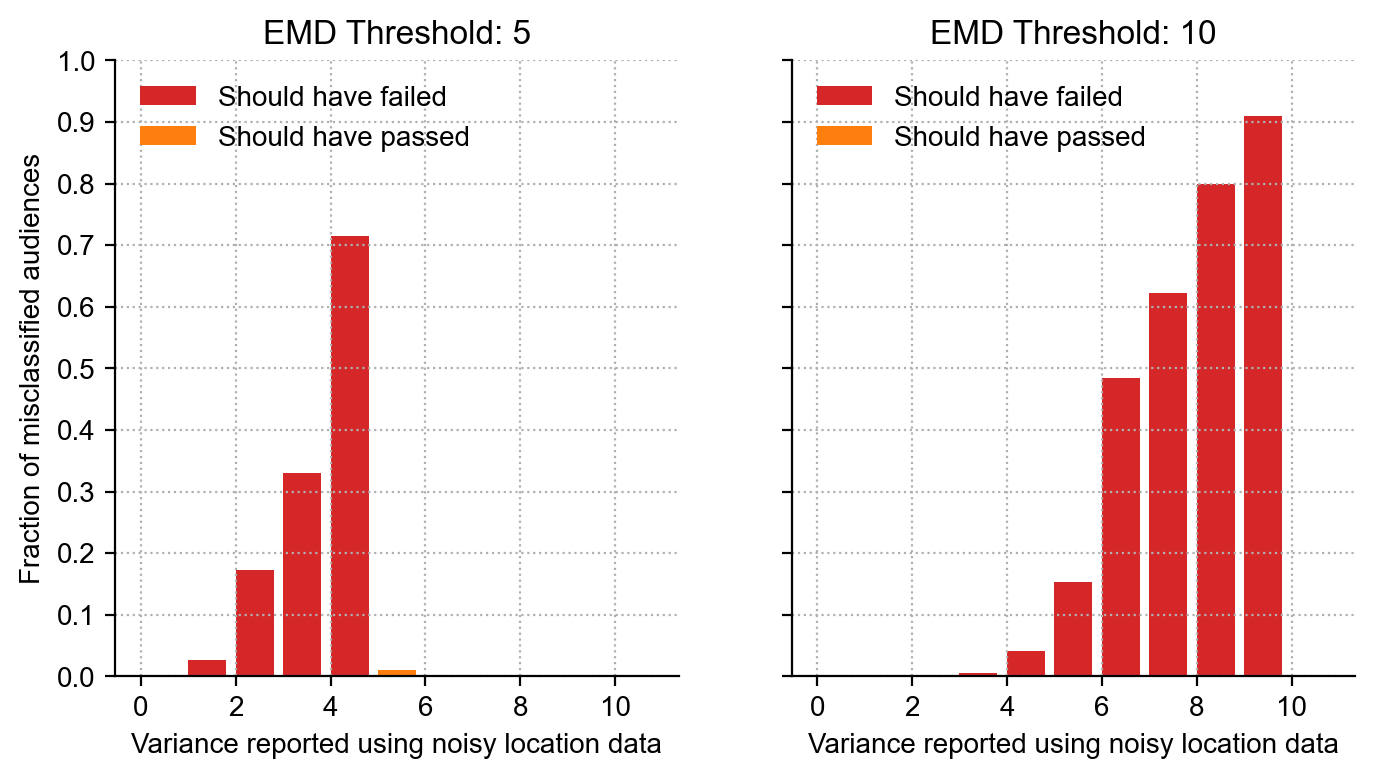 EMD Threshold: 5
Should have failed
Should have passed
1.0
0.9
0.8
0.7
0.6
0.5
0.4
0.3
0.2
0.1
0.0
Fraction of misclassified audiences
0 2 4 6 8 10
Variance reported using noisy location data
EMD Threshold: 10
Should have failed
Should have passed
0 2 4 6 8 10
Variance reported using noisy location data